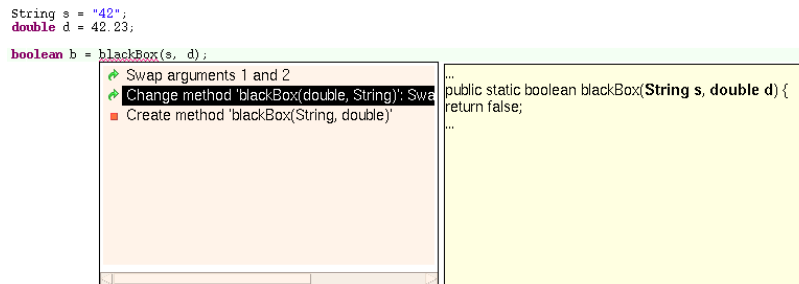 String s = "42";
double d = 42.23;
boolean b = blackBox(s, d);
Swap arguments 1 and 2
Change method 'blackBox(double, String)': Swa
Create method 'blackBox(String, double)'
...
public static boolean blackBox(String s, double d) {
return false;
...